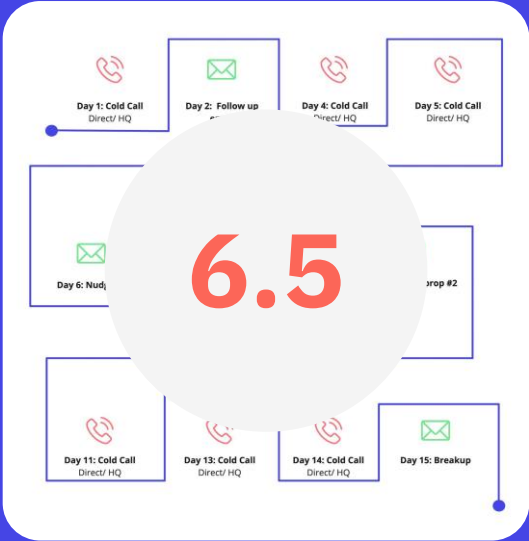 Day 1: Cold Call
Direct/ HQ
Day 2: Follow up
Day 4: Cold Call
Direct/ HQ
Day 5: Cold Call
Direct/ HQ
Day 6:
6.5
#2
Day 11: Cold Call
Direct/ HQ
Day 13: Cold Call
Direct/ HQ
Day 14: Cold Call
Direct/ HQ
Day 15: Breakup